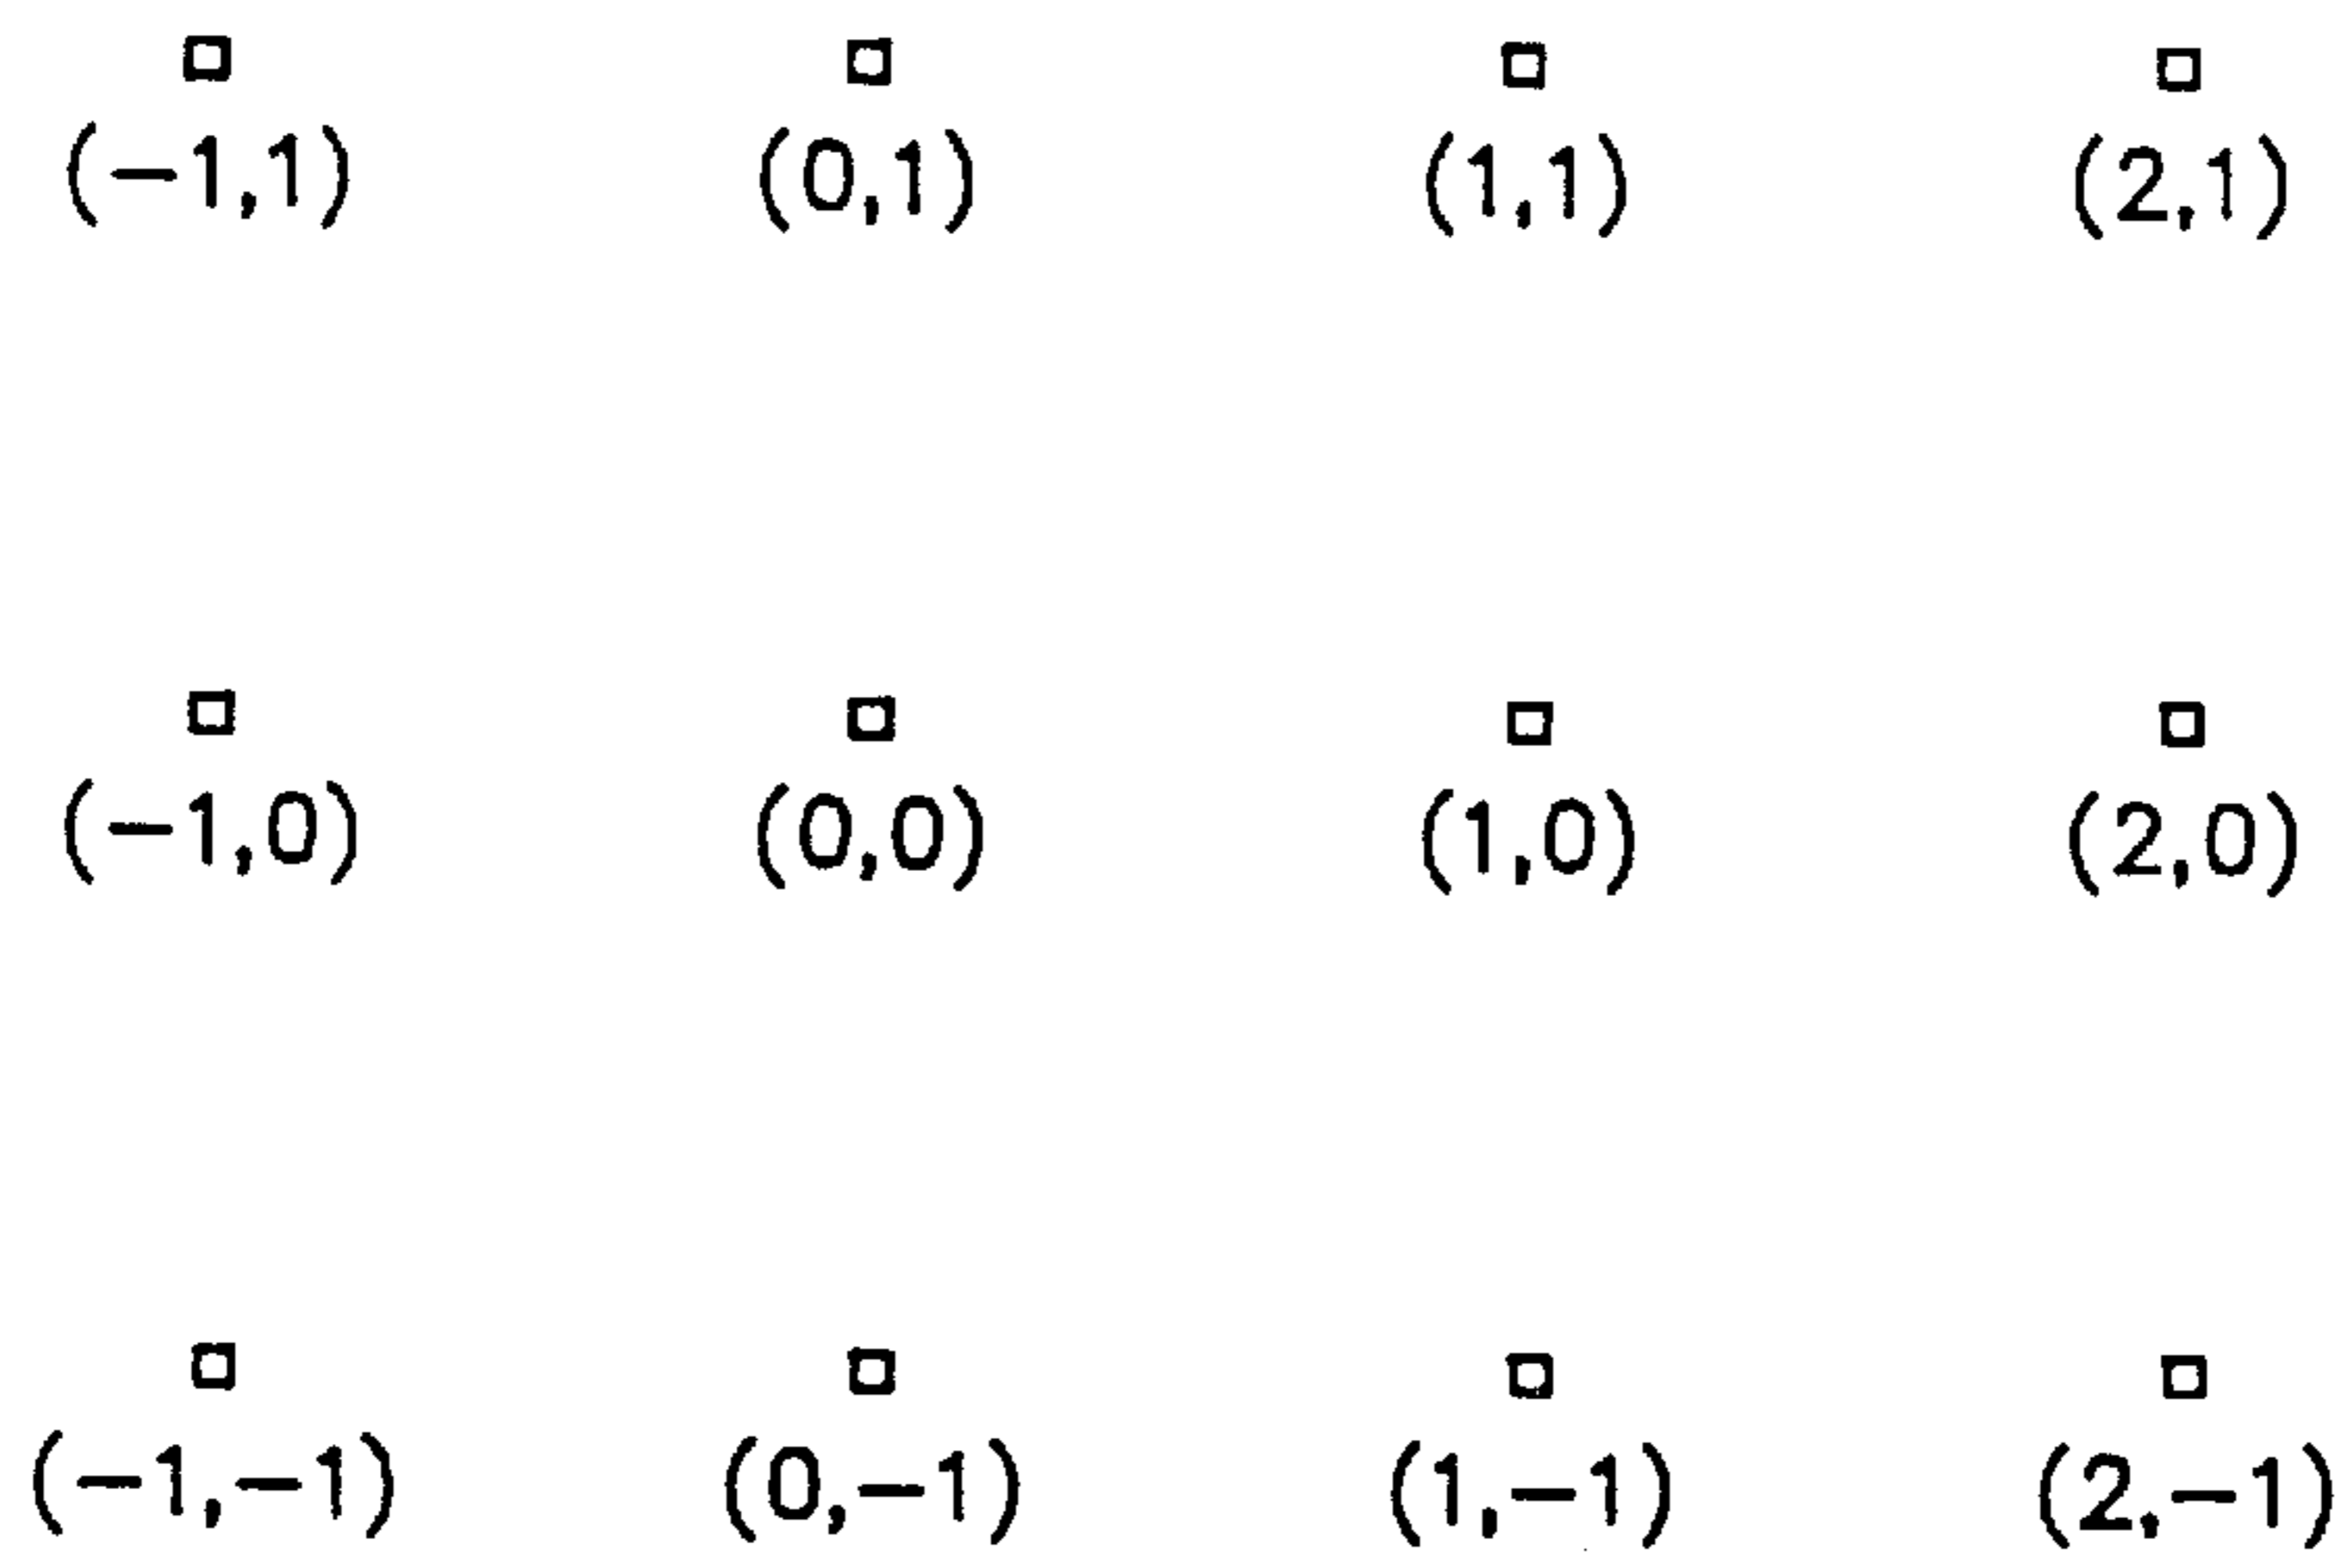 (−1,1) (0,1) (1,1) (2,1)
(−1,0) (0,0) (1,0) (2,0)
(−1,−1) (0,−1) (1,−1) (2,−1)